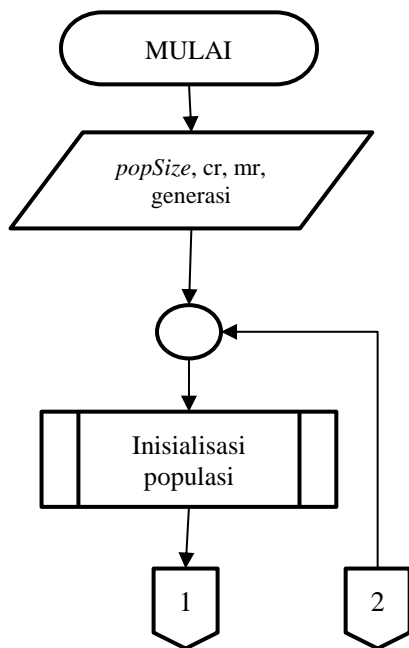 MULAI
popSize, cr, mr,
generasi
Inisialisasi
populasi
1
2